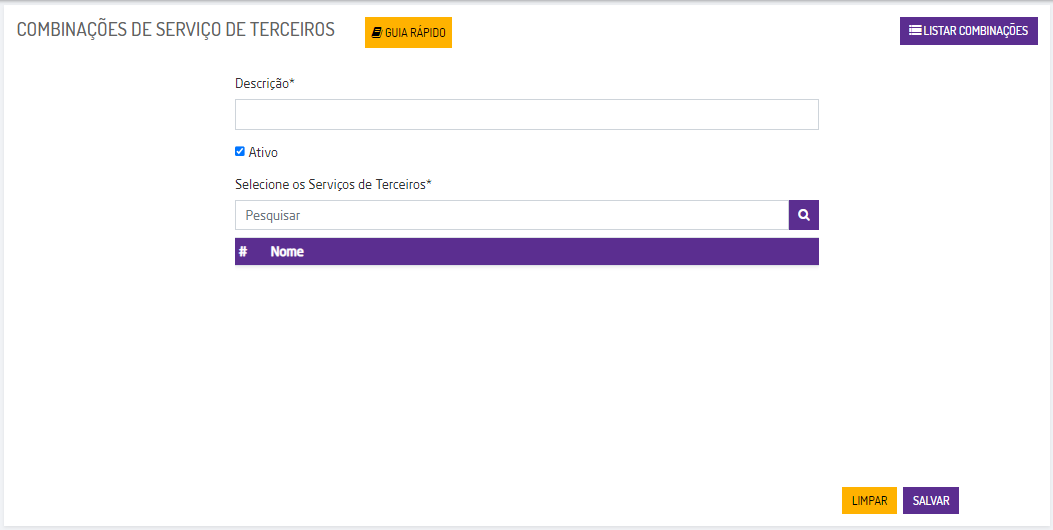 COMBINAÇÕES DE SERVIÇO DE TERCEIROS
GUIA RÁPIDO
LISTAR COMBINAÇÕES
Descrição*
Ativo
Selecione os Serviços de Terceiros*
Pesquisar
# Nome
LIMPAR
SALVAR